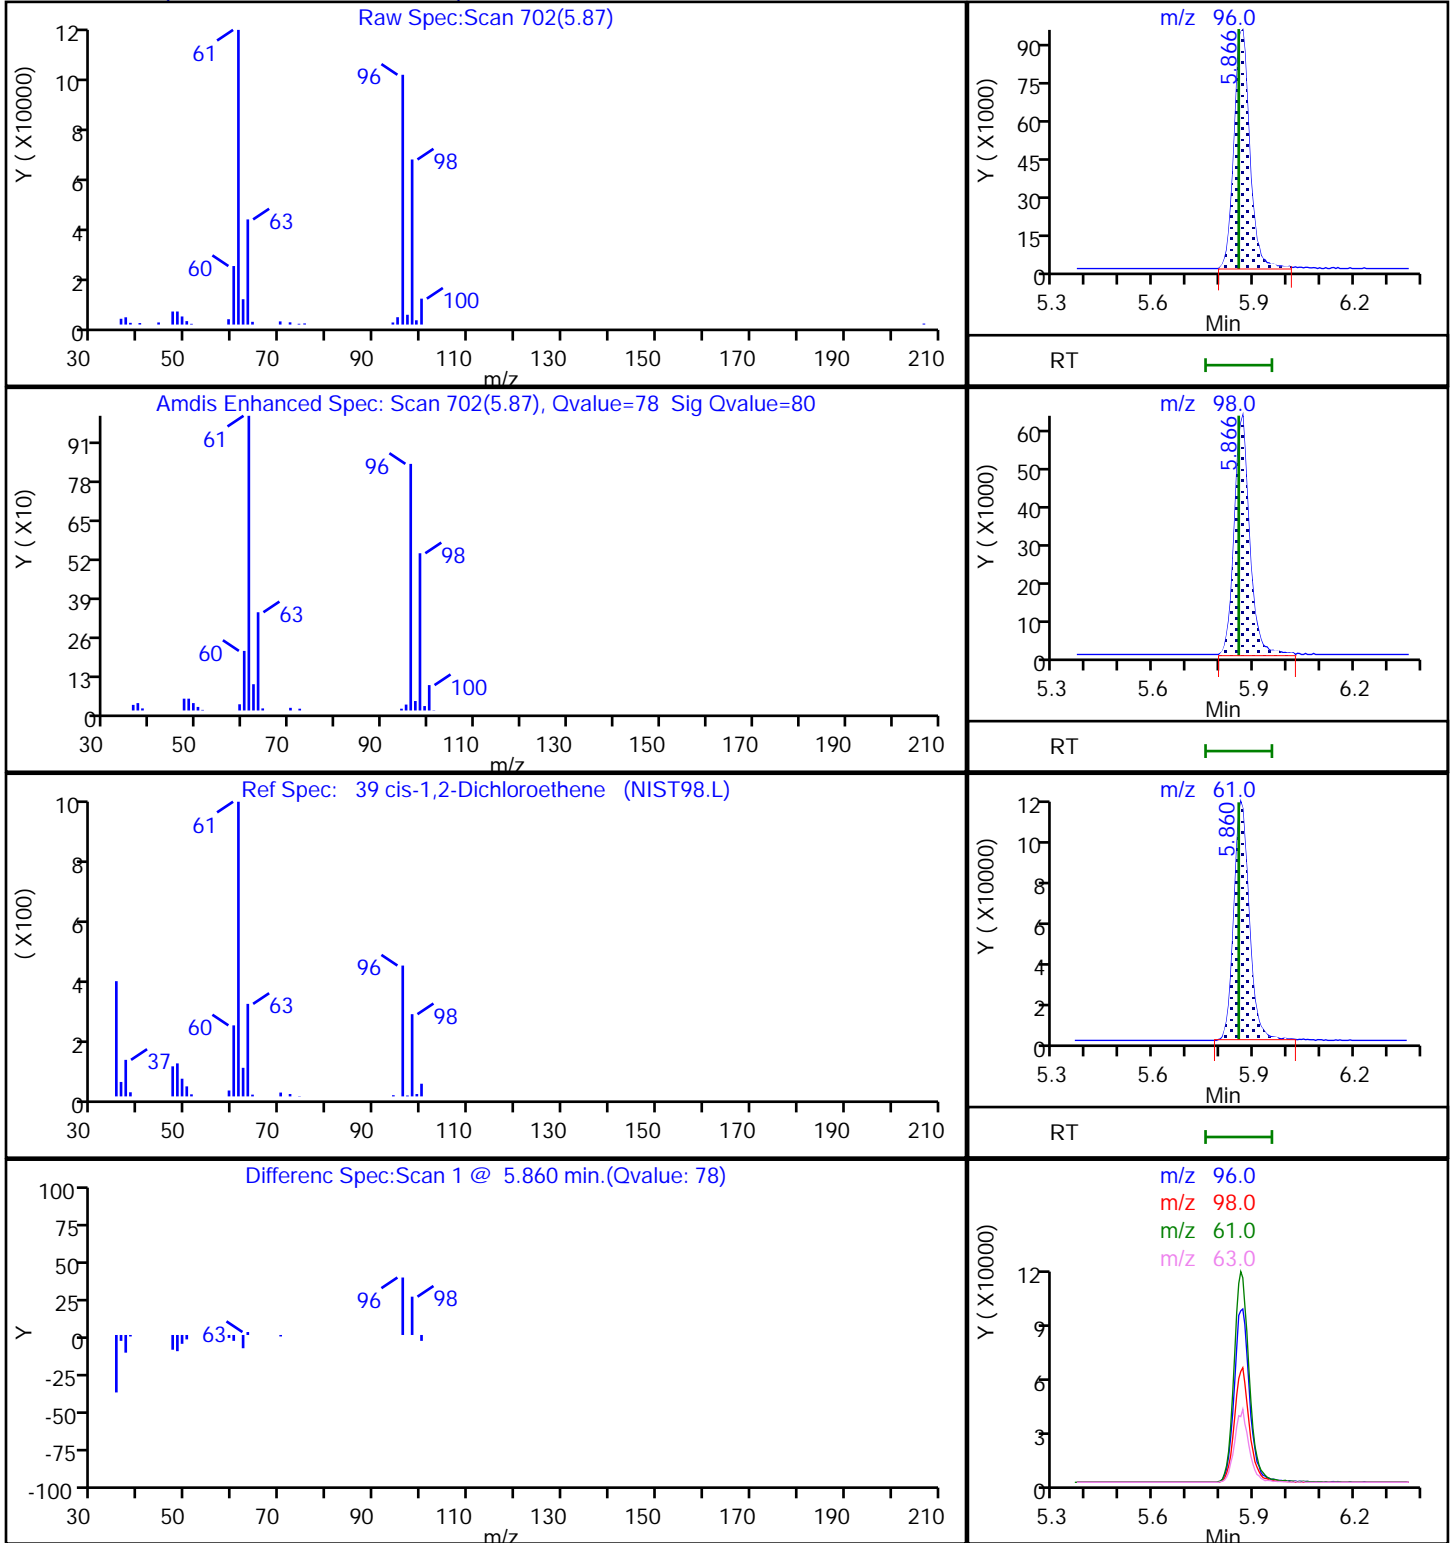 Raw Spec:Scan 702(5.87)
12
10
8
6
4
2
0
Y ( X10000)
61
96
98
63
60
100
30 50 70 90 110 130 150 170 190 210
m/z
m/z 96.0
90
75
60
45
30
15
0
Y ( X1000)
5.866
5.3 5.6 5.9 6.2
Min
RT
Amdis Enhanced Spec: Scan 702(5.87), Qvalue=78 Sig Qvalue=80
91
78
65
52
39
26
13
0
Y ( X10)
61
96
98
63
60
100
30 50 70 90 110 130 150 170 190 210
m/z
m/z 98.0
60
50
40
30
20
10
0
Y ( X1000)
5.866
5.3 5.6 5.9 6.2
Min
RT
Ref Spec: 39 cis-1,2-Dichloroethene (NIST98.L)
10
8
6
4
2
0
( X100)
61
96
63
98
60
37
30 50 70 90 110 130 150 170 190 210
m/z
m/z 61.0
12
10
8
6
4
2
0
Y ( X10000)
5.860
5.3 5.6 5.9 6.2
Min
RT
Differenc Spec:Scan 1 @ 5.860 min.(Qvalue: 78)
100
75
50
25
0
-25
-50
-75
-100
Y
96
98
63
30 50 70 90 110 130 150 170 190 210
m/z
m/z 96.0
m/z 98.0
m/z 61.0
m/z 63.0
12
9
6
3
0
Y ( X10000)
5.3 5.6 5.9 6.2
Min